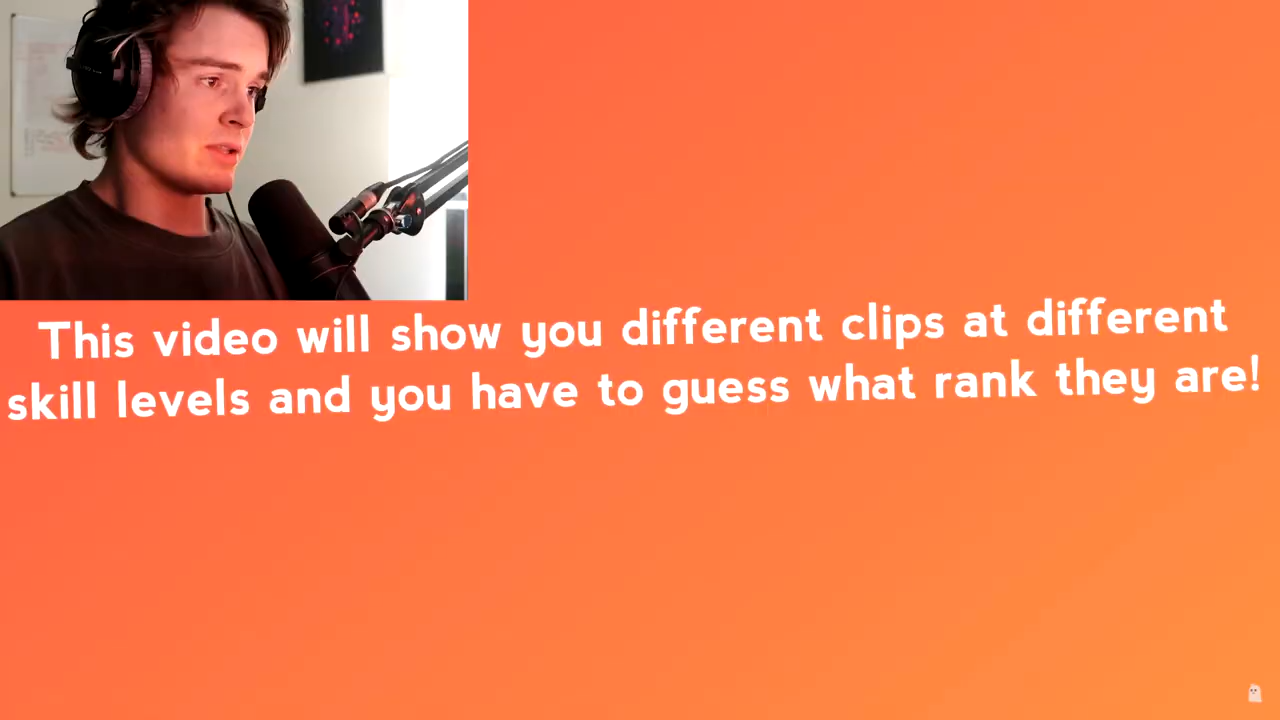 This video will show you different clips at different
skill levels and you have to guess what rank they are!